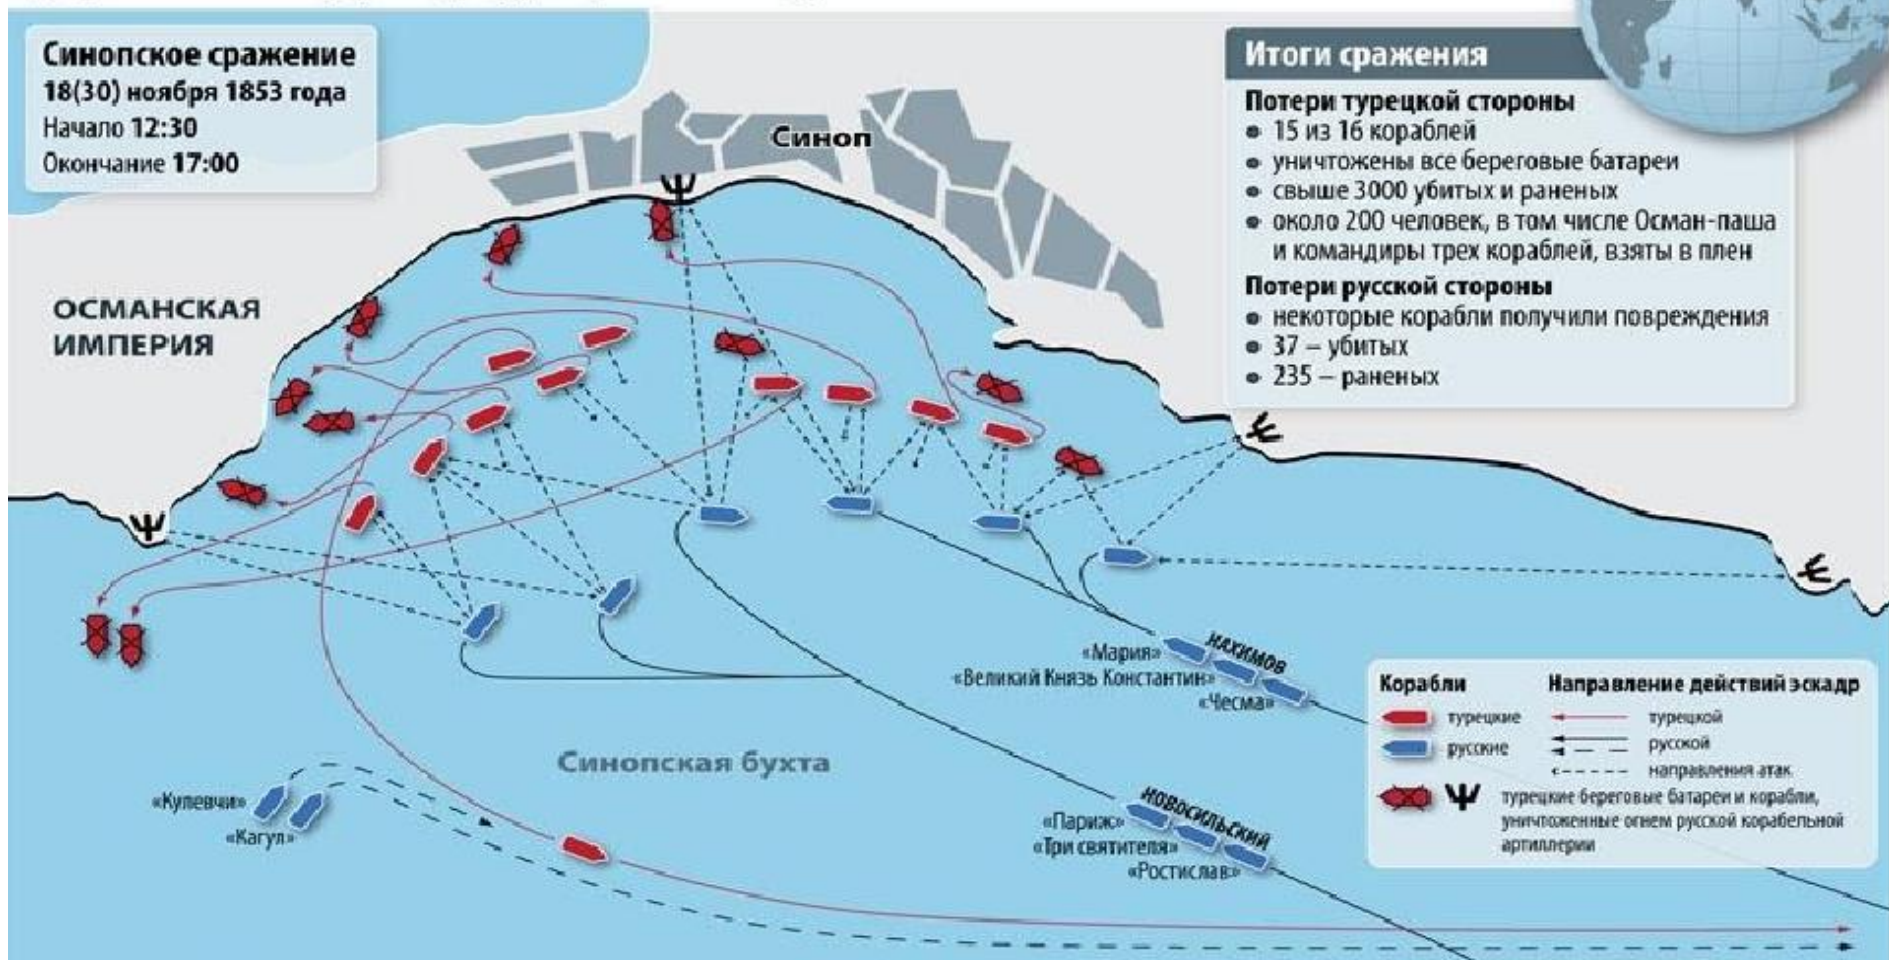 Синопское сражение
18(30) ноября 1853 года
Начало 12:30
Окончание 17:00
Итоги сражения
Потери турецкой стороны
• 15 из 16 кораблей
• уничтожены все береговые батареи
• свыше 3000 убитых и раненых
• около 200 человек, в том числе Осман-паша
и командиры трех кораблей, взяты в плен
Потери русской стороны
• некоторые корабли получили повреждения
• 37 – убитых
• 235 – раненых
Синоп
ОСМАНСКАЯ
ИМПЕРИЯ
НАХИМОВ
«Мария»
«Великий Князь Константин»
«Чесма»
Синопская бухта
«Кулевчи»
«Кагул»
НОВОСИЛЬСКИЙ
«Париж»
«Три святителя»
«Ростислав»
Корабли
турецкие
русские
Направление действий эскадр
турецкой
русской
направления атак
турецкие береговые батареи и корабли,
уничтоженные огнем русской корабельной
артиллерии